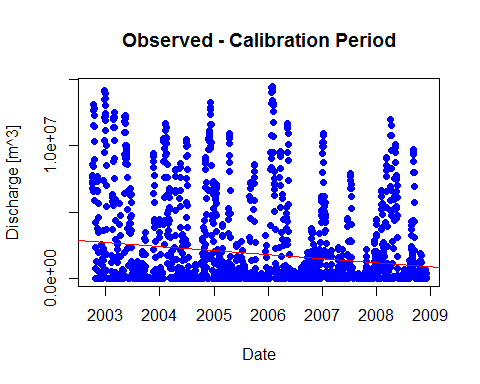 Observed - Calibration Period
Discharge [m^3]
1.0e+07
0.0e+00
2003 2004 2005 2006 2007 2008 2009
Date